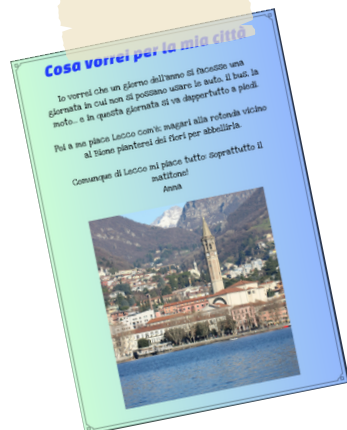 Cosa vorrei per la mia città
Io vorrei che un giorno dell'anno si facesse una
giornata in cui non si possano usare le auto, il bus, la
moto... e in questa giornata si va dappertutto a piedi.
Poi a me piace Lecco com'è; magari alla rotonda vicino
al Bione pianterei dei fiori per abbellirla.
Comunque di Lecco mi piace tutto: soprattutto il
matitone!
Anna